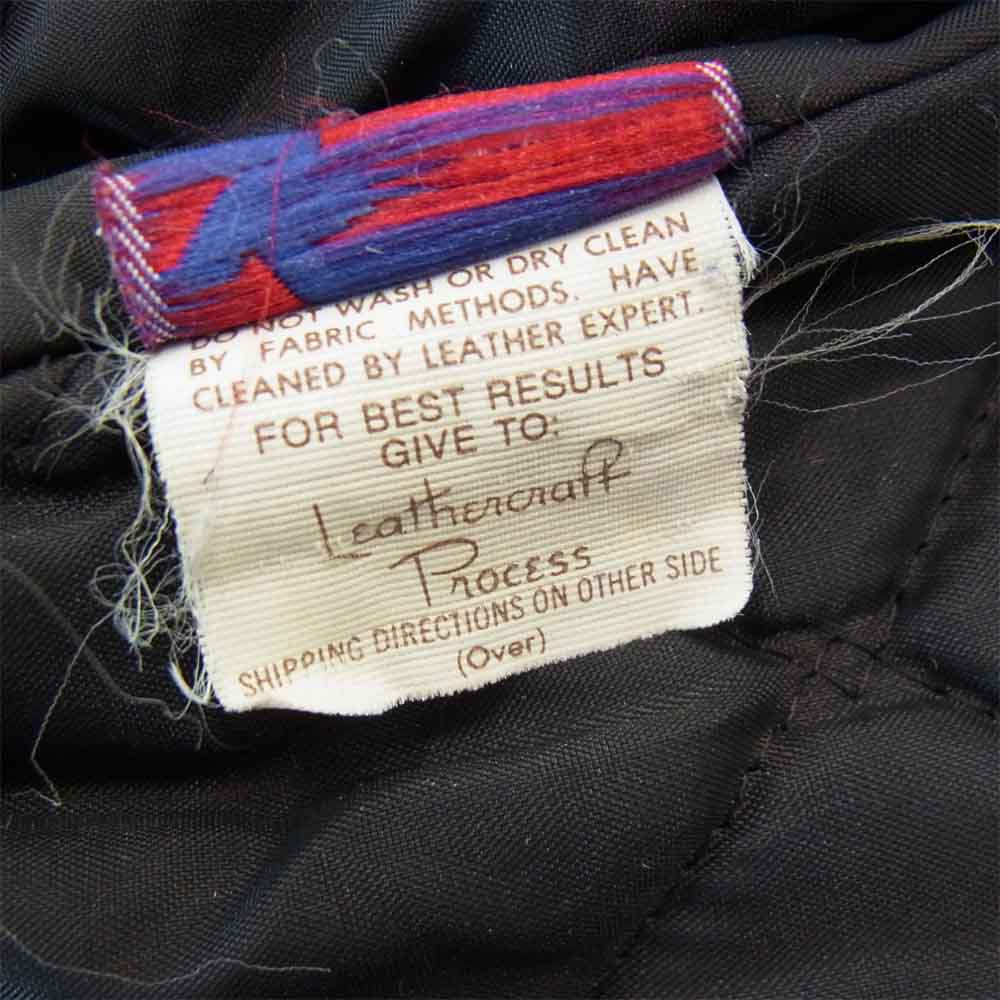 DO NOT WASH OR DRY CLEAN
BY FABRIC METHODS. HAVE
CLEANED BY LEATHER EXPERT.
FOR BEST RESULTS
GIVE TO:
Leathercraft
Process
SHIPPING DIRECTIONS ON OTHER SIDE
(Over)